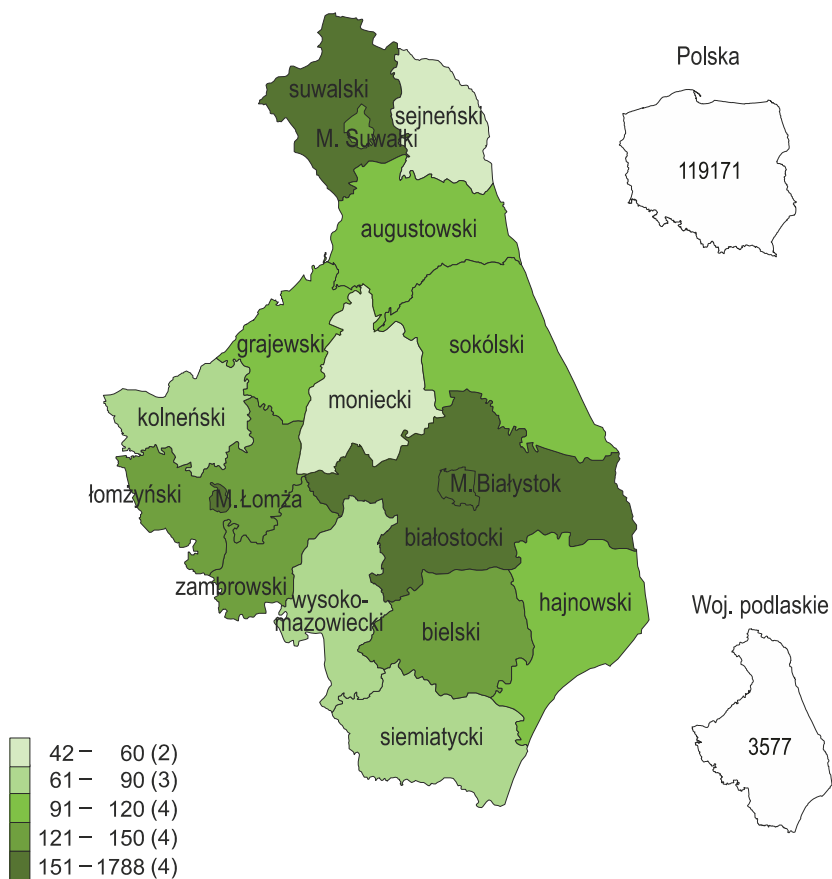 Polska
119171
suwalski
sejneński
M. Suwałki
augustowski
grajewski
sokólski
moniecki
kolneński
łomżyński
M.Łomża
M.Białystok
białostocki
zambrowski
wysoko-
mazowiecki
bielski
hajnowski
siemiatycki
Woj. podlaskie
3577
42 – 60 (2)
61 – 90 (3)
91 – 120 (4)
121 – 150 (4)
151 – 1788 (4)